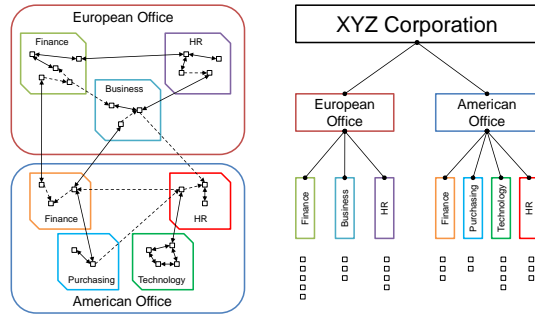 European Office
Finance
HR
Business
Finance
HR
Purchasing
Technology
American Office
XYZ Corporation
European
Office
American
Office
Finance
Business
HR
Finance
Purchasing
Technology
HR